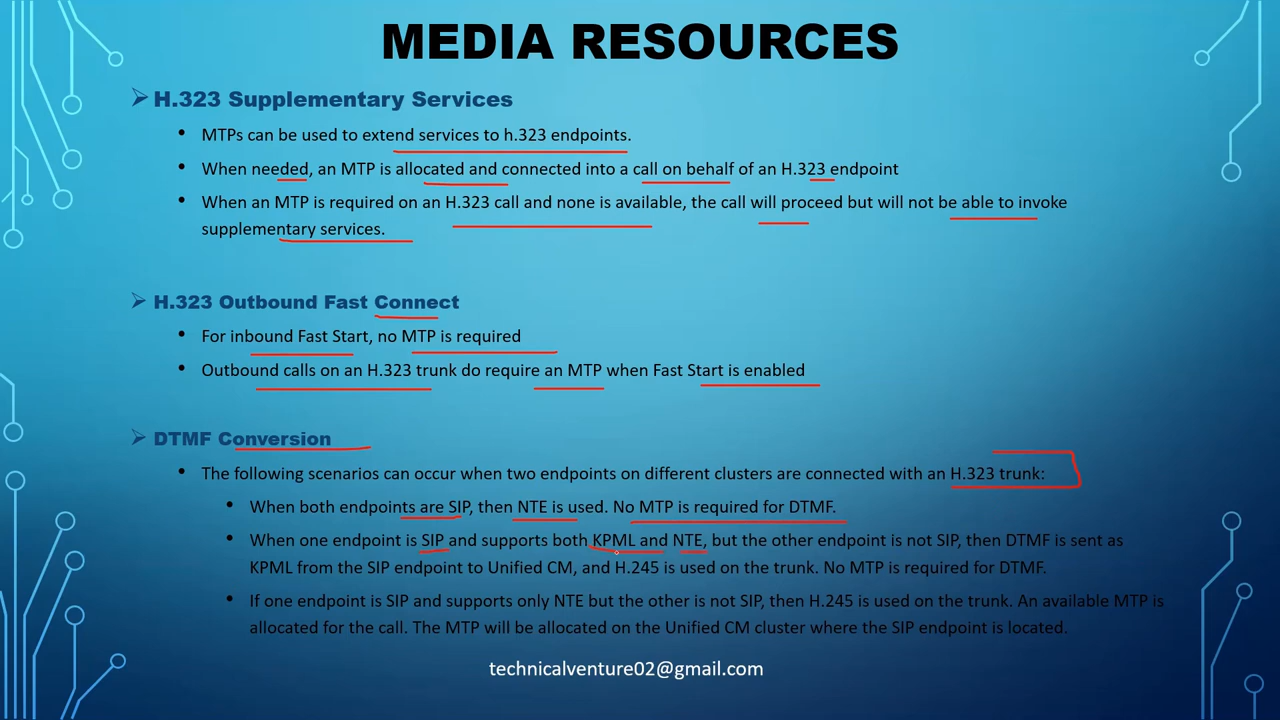 MEDIA RESOURCES
H.323 Supplementary Services
MTPs can be used to extend services to h.323 endpoints.
When needed, an MTP is allocated and connected into a call on behalf of an H.323 endpoint
When an MTP is required on an H.323 call and none is available, the call will proceed but will not be able to invoke
supplementary services.
H.323 Outbound Fast Connect
For inbound Fast Start, no MTP is required
Outbound calls on an H.323 trunk do require an MTP when Fast Start is enabled
DTMF Conversion
The following scenarios can occur when two endpoints on different clusters are connected with an H.323 trunk:
When both endpoints are SIP, then NTE is used. No MTP is required for DTMF.
When one endpoint is SIP and supports both KPML and NTE, but the other endpoint is not SIP, then DTMF is sent as
KPML from the SIP endpoint to Unified CM, and H.245 is used on the trunk. No MTP is required for DTMF.
If one endpoint is SIP and supports only NTE but the other is not SIP, then H.245 is used on the trunk. An available MTP is
allocated for the call. The MTP will be allocated on the Unified CM cluster where the SIP endpoint is located.
technicalventure02@gmail.com